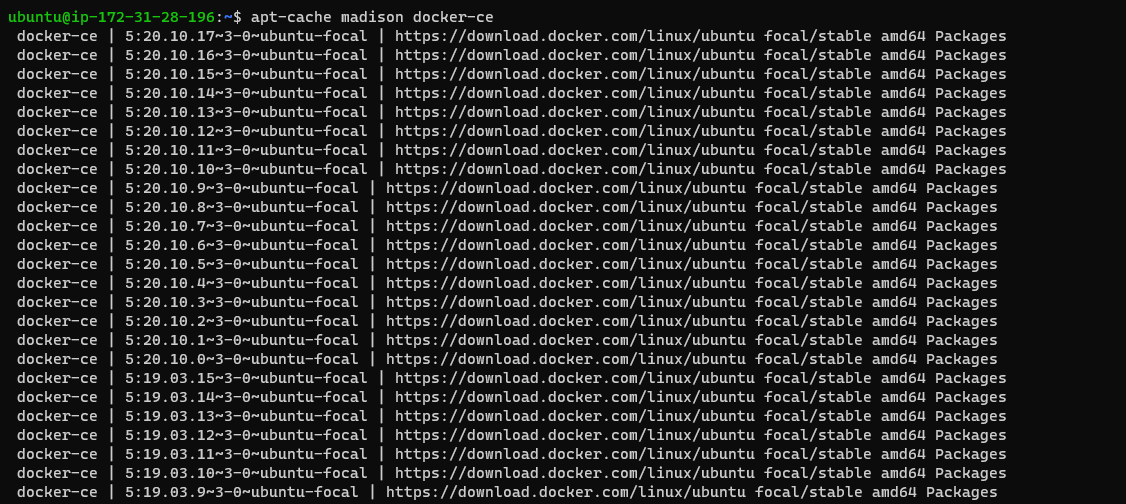 ubuntu@ip-172-31-28-196:~$ apt-cache madison docker-ce
docker-ce | 5:20.10.17~3-0~ubuntu-focal | https://download.docker.com/linux/ubuntu focal/stable amd64 Packages
docker-ce | 5:20.10.16~3-0~ubuntu-focal | https://download.docker.com/linux/ubuntu focal/stable amd64 Packages
docker-ce | 5:20.10.15~3-0~ubuntu-focal | https://download.docker.com/linux/ubuntu focal/stable amd64 Packages
docker-ce | 5:20.10.14~3-0~ubuntu-focal | https://download.docker.com/linux/ubuntu focal/stable amd64 Packages
docker-ce | 5:20.10.13~3-0~ubuntu-focal | https://download.docker.com/linux/ubuntu focal/stable amd64 Packages
docker-ce | 5:20.10.12~3-0~ubuntu-focal | https://download.docker.com/linux/ubuntu focal/stable amd64 Packages
docker-ce | 5:20.10.11~3-0~ubuntu-focal | https://download.docker.com/linux/ubuntu focal/stable amd64 Packages
docker-ce | 5:20.10.10~3-0~ubuntu-focal | https://download.docker.com/linux/ubuntu focal/stable amd64 Packages
docker-ce | 5:20.10.9~3-0~ubuntu-focal | https://download.docker.com/linux/ubuntu focal/stable amd64 Packages
docker-ce | 5:20.10.8~3-0~ubuntu-focal | https://download.docker.com/linux/ubuntu focal/stable amd64 Packages
docker-ce | 5:20.10.7~3-0~ubuntu-focal | https://download.docker.com/linux/ubuntu focal/stable amd64 Packages
docker-ce | 5:20.10.6~3-0~ubuntu-focal | https://download.docker.com/linux/ubuntu focal/stable amd64 Packages
docker-ce | 5:20.10.5~3-0~ubuntu-focal | https://download.docker.com/linux/ubuntu focal/stable amd64 Packages
docker-ce | 5:20.10.4~3-0~ubuntu-focal | https://download.docker.com/linux/ubuntu focal/stable amd64 Packages
docker-ce | 5:20.10.3~3-0~ubuntu-focal | https://download.docker.com/linux/ubuntu focal/stable amd64 Packages
docker-ce | 5:20.10.2~3-0~ubuntu-focal | https://download.docker.com/linux/ubuntu focal/stable amd64 Packages
docker-ce | 5:20.10.1~3-0~ubuntu-focal | https://download.docker.com/linux/ubuntu focal/stable amd64 Packages
docker-ce | 5:20.10.0~3-0~ubuntu-focal | https://download.docker.com/linux/ubuntu focal/stable amd64 Packages
docker-ce | 5:19.03.15~3-0~ubuntu-focal | https://download.docker.com/linux/ubuntu focal/stable amd64 Packages
docker-ce | 5:19.03.14~3-0~ubuntu-focal | https://download.docker.com/linux/ubuntu focal/stable amd64 Packages
docker-ce | 5:19.03.13~3-0~ubuntu-focal | https://download.docker.com/linux/ubuntu focal/stable amd64 Packages
docker-ce | 5:19.03.12~3-0~ubuntu-focal | https://download.docker.com/linux/ubuntu focal/stable amd64 Packages
docker-ce | 5:19.03.11~3-0~ubuntu-focal | https://download.docker.com/linux/ubuntu focal/stable amd64 Packages
docker-ce | 5:19.03.10~3-0~ubuntu-focal | https://download.docker.com/linux/ubuntu focal/stable amd64 Packages
docker-ce | 5:19.03.9~3-0~ubuntu-focal | https://download.docker.com/linux/ubuntu focal/stable amd64 Packages